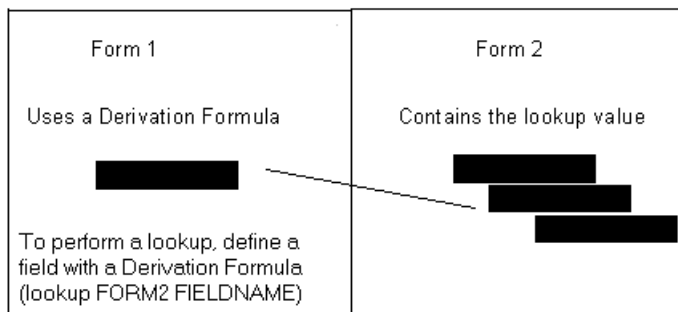 Form 1
Uses a Derivation Formula
To perform a lookup, define a
field with a Derivation Formula
(lookup FORM2 FIELDNAME)
Form 2
Contains the lookup value